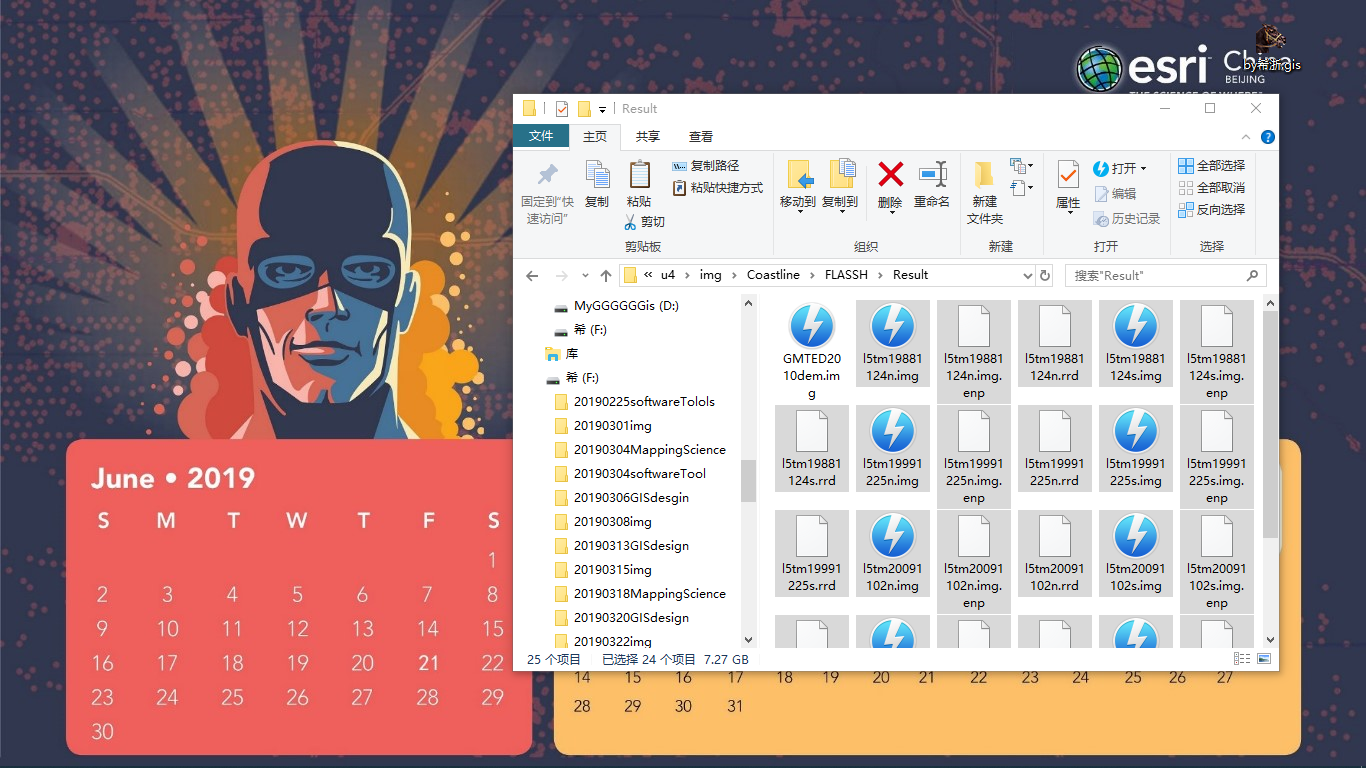 esri China
by希浙gis
BEIJING
THE SCIENCE OF WHERE
Result
文件 主页 共享 查看
固定到“快速访问”
复制
粘贴
复制路径
粘贴快捷方式
剪切
剪贴板
移动到 复制到 删除 重命名
组织
新建
文件夹
新建
属性
打开
编辑
历史记录
打开
全部选择
全部取消
反向选择
选择
« u4 › img › Coastline › FLASSH › Result
搜索"Result"
MyGGGGGGis (D:)
希 (F:)
库
希 (F:)
20190225softwareTolols
20190301img
20190304MappingScience
20190304softwareTool
20190306GISdesgin
20190308img
20190313GISdesign
20190315img
20190318MappingScience
20190320GISdesign
20190322img
GMTED2010dem.img
l5tm19881124n.img
l5tm19881124n.img.enp
l5tm19881124n.rrd
l5tm19881124s.img
l5tm19881124s.img.enp
l5tm19881124s.rrd
l5tm19991225n.img
l5tm19991225n.img.enp
l5tm19991225n.rrd
l5tm19991225s.img
l5tm19991225s.img.enp
l5tm19991225s.rrd
l5tm20091102n.img
l5tm20091102n.img.enp
l5tm20091102n.rrd
l5tm20091102s.img
l5tm20091102s.img.enp
25 个项目 已选择 24 个项目 7.27 GB
June • 2019
S M T W T F S
1
2 3 4 5 6 7 8
9 10 11 12 13 14 15
16 17 18 19 20 21 22
23 24 25 26 27 28 29
30
14 15 16 17 18 19 20 21 22 23 24 25 26 27
28 29 30 31